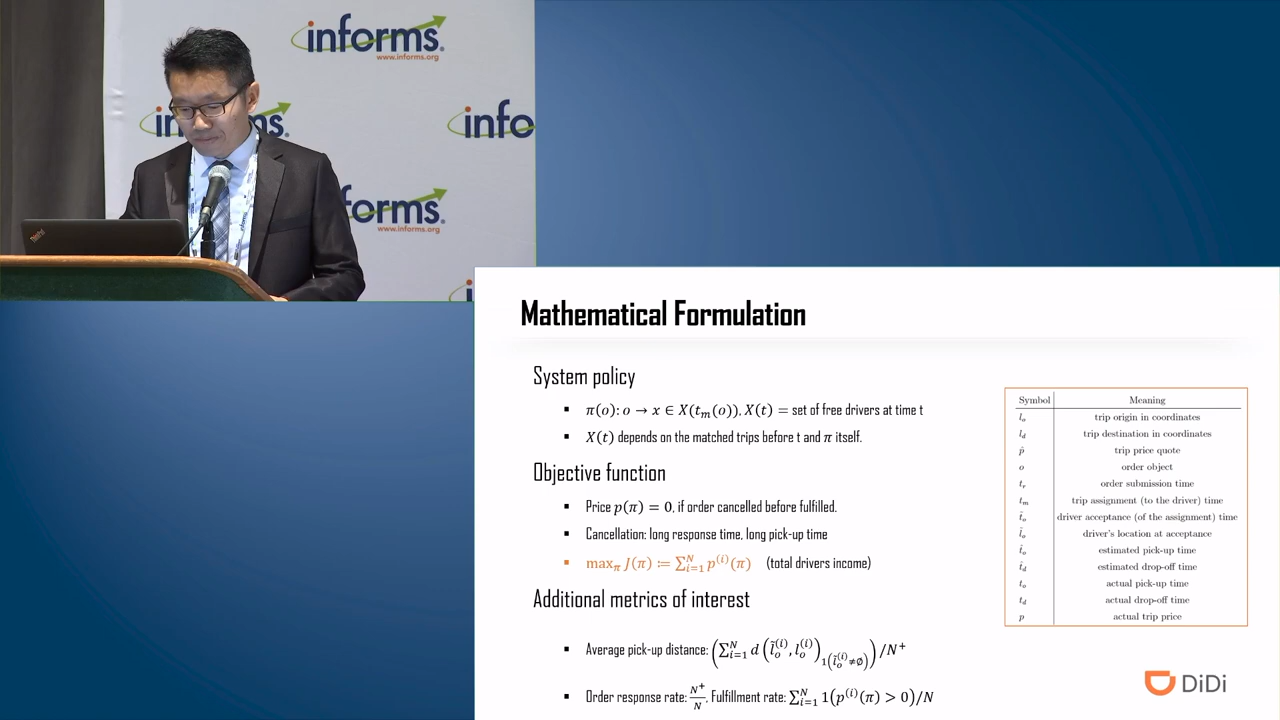 informs.
www.informs.org
informs.
info
informs.
www.informs.org
ThinkPad
Mathematical Formulation
System policy
▪ π(o): o → x ∈ X(t_m(o)), X(t) = set of free drivers at time t
▪ X(t) depends on the matched trips before t and π itself.
Objective function
▪ Price p(π) = 0, if order cancelled before fulfilled.
▪ Cancellation: long response time, long pick-up time
▪ max_π J(π) ≔ ∑_{i=1}^{N} p^{(i)}(π) (total drivers income)
Additional metrics of interest
▪ Average pick-up distance: (∑_{i=1}^{N} d(l̃_o^{(i)}, l_o^{(i)})_{1(l̃_o^{(i)}≠∅)})/N⁺
▪ Order response rate: N⁺/N, Fulfillment rate: ∑_{i=1}^{N} 1(p^{(i)}(π) > 0)/N
Symbol Meaning
l_o trip origin in coordinates
l_d trip destination in coordinates
p̂ trip price quote
o order object
t_r order submission time
t_m trip assignment (to the driver) time
t̃_o driver acceptance (of the assignment) time
l̃_o driver's location at acceptance
t̂_o estimated pick-up time
t̂_d estimated drop-off time
t_o actual pick-up time
t_d actual drop-off time
p actual trip price
DiDi